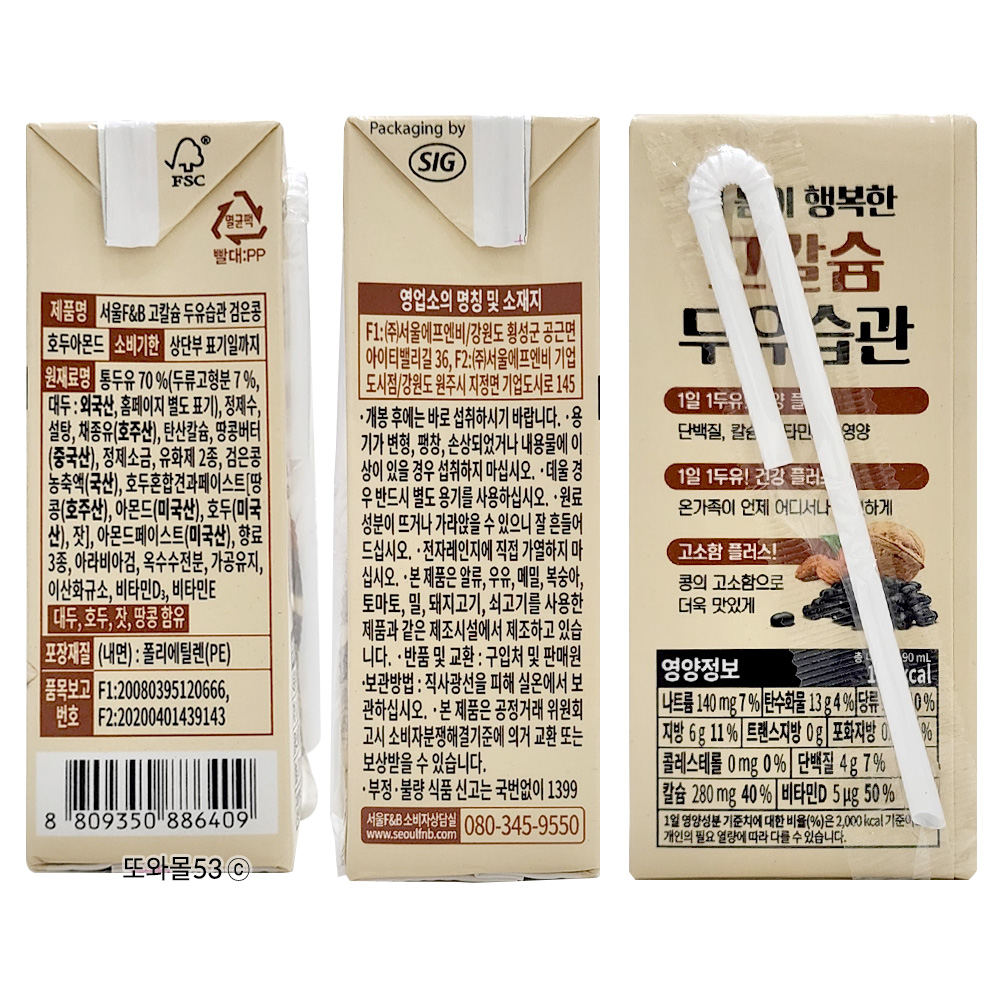 FSC
멸균팩
빨대:PP
제품명 서울F&B 고칼슘 두유습관 검은콩
호두아몬드 소비기한 상단부 표기일까지
원재료명 통두유 70 %(두류고형분 7 %,
대두 : 외국산, 홈페이지 별도 표기), 정제수,
설탕, 채종유(호주산), 탄산칼슘, 땅콩버터
(중국산), 정제소금, 유화제 2종, 검은콩
농축액(국산), 호두혼합견과페이스트[땅
콩(호주산), 아몬드(미국산), 호두(미국
산), 잣], 아몬드페이스트(미국산), 향료
3종, 아라비아검, 옥수수전분, 가공유지,
이산화규소, 비타민D₃, 비타민E
대두, 호두, 잣, 땅콩 함유
포장재질 (내면) : 폴리에틸렌(PE)
품목보고 F1:20080395120666,
번호 F2:20200401439143
8 809350 886409
또와몰53 ⓒ
Packaging by
SIG
영업소의 명칭 및 소재지
F1: ㈜서울에프엔비/강원도 횡성군 공근면
아이티밸리길 36, F2: ㈜서울에프엔비 기업
도시점/강원도 원주시 지정면 기업도시로 145
·개봉 후에는 바로 섭취하시기 바랍니다. ·용
기가 변형, 팽창, 손상되었거나 내용물에 이
상이 있을 경우 섭취하지 마십시오. ·데울 경
우 반드시 별도 용기를 사용하십시오. ·원료
성분이 뜨거나 가라앉을 수 있으니 잘 흔들어
드십시오. ·전자레인지에 직접 가열하지 마
십시오. ·본 제품은 알류, 우유, 메밀, 복숭아,
토마토, 밀, 돼지고기, 쇠고기를 사용한
제품과 같은 제조시설에서 제조하고 있습
니다. ·반품 및 교환 : 구입처 및 판매원
·보관방법 : 직사광선을 피해 실온에서 보
관하십시오. ·본 제품은 공정거래 위원회
고시 소비자분쟁해결기준에 의거 교환 또는
보상받을 수 있습니다.
·부정·불량 식품 신고는 국번없이 1399
서울F&B 소비자상담실
www.seoulfnb.com 080-345-9550
행복한
고칼슘
두유습관
1일 1두유!
단백질, 칼슘 영양
1일 1두유! 건강 플러스
온가족이 언제 어디서나 하게
고소함 플러스!
콩의 고소함으로
더욱 맛있게
영양정보 90 mL
kcal
나트륨 140 mg 7 % 탄수화물 13 g 4 % 당류
지방 6 g 11 % 트랜스지방 0 g 포화지방
콜레스테롤 0 mg 0 % 단백질 4 g 7 %
칼슘 280 mg 40 % 비타민D 5 µg 50 %
1일 영양성분 기준치에 대한 비율(%)은 2,000 kcal 기준이
개인의 필요 열량에 따라 다를 수 있습니다.